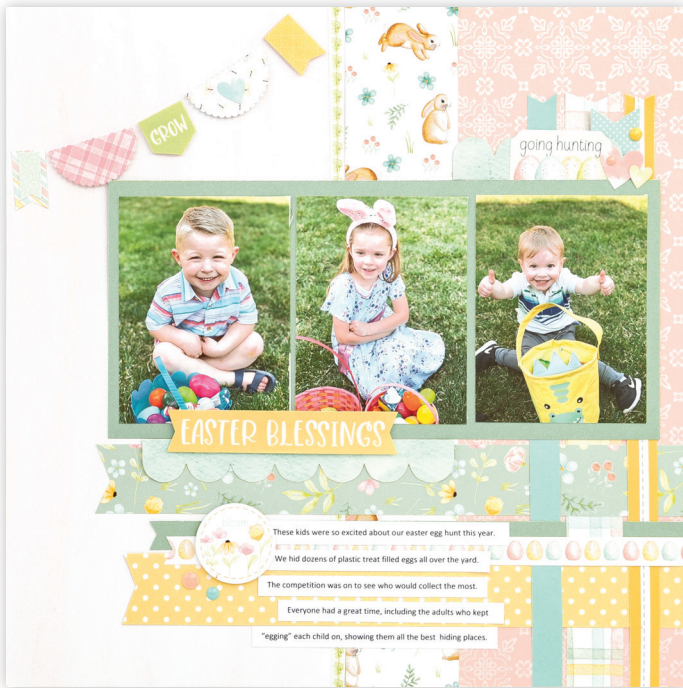 GROW
going hunting
EASTER BLESSINGS
These kids were so excited about our easter egg hunt this year.
We hid dozens of plastic treat filled eggs all over the yard.
The competition was on to see who would collect the most.
Everyone had a great time, including the adults who kept
"egging" each child on, showing them all the best hiding places.